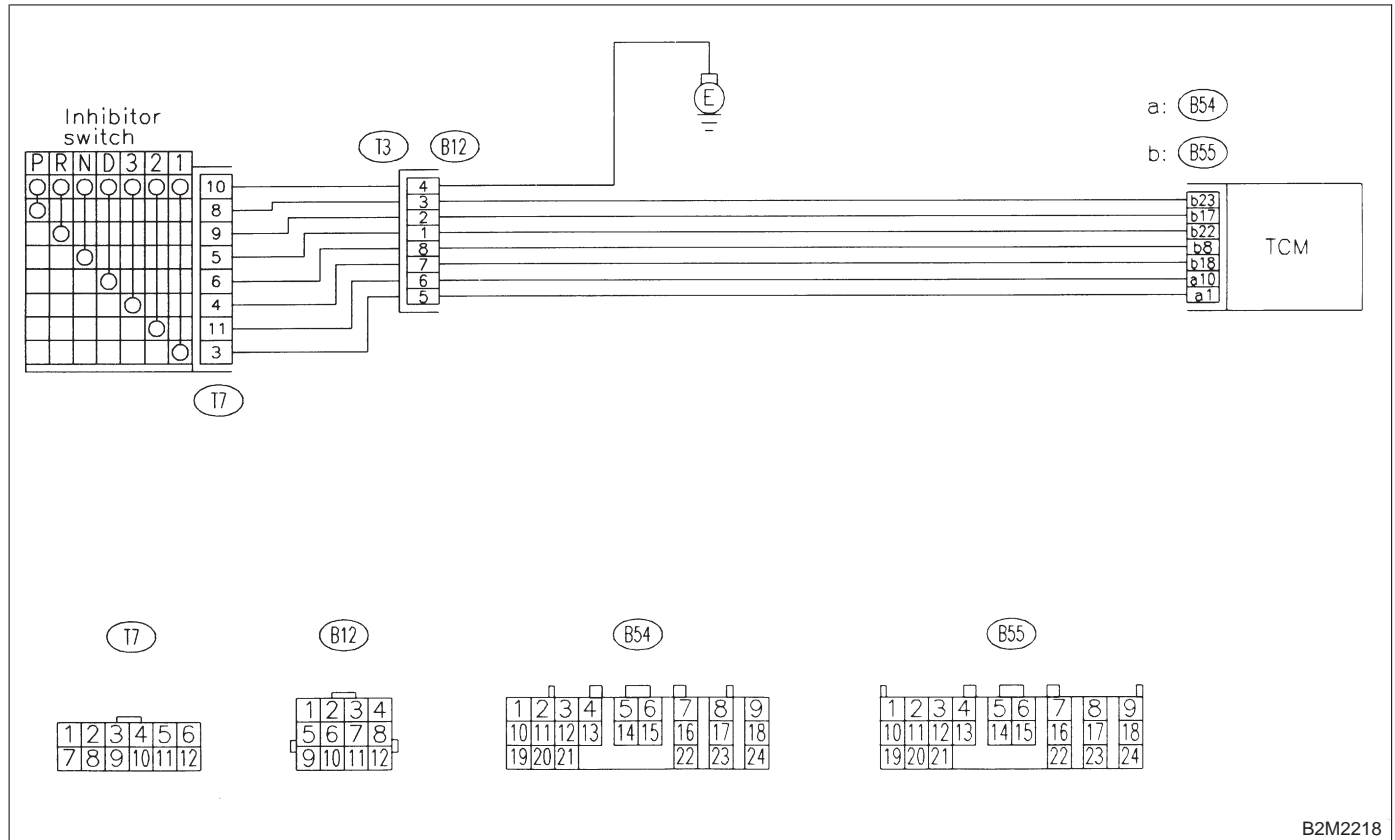 Inhibitor
switch
P R N D 3 2 1
10
8
9
5
6
4
11
3
T7
T3 B12
4
3
2
1
8
7
6
5
E
a: B54
b: B55
b23
b17
b22
b8
b18
a10
a1
TCM
T7
1 2 3 4 5 6
7 8 9 10 11 12
B12
1 2 3 4
5 6 7 8
9 10 11 12
B54
1 2 3 4 5 6 7 8 9
10 11 12 13 14 15 16 17 18
19 20 21 22 23 24
B55
1 2 3 4 5 6 7 8 9
10 11 12 13 14 15 16 17 18
19 20 21 22 23 24
B2M2218